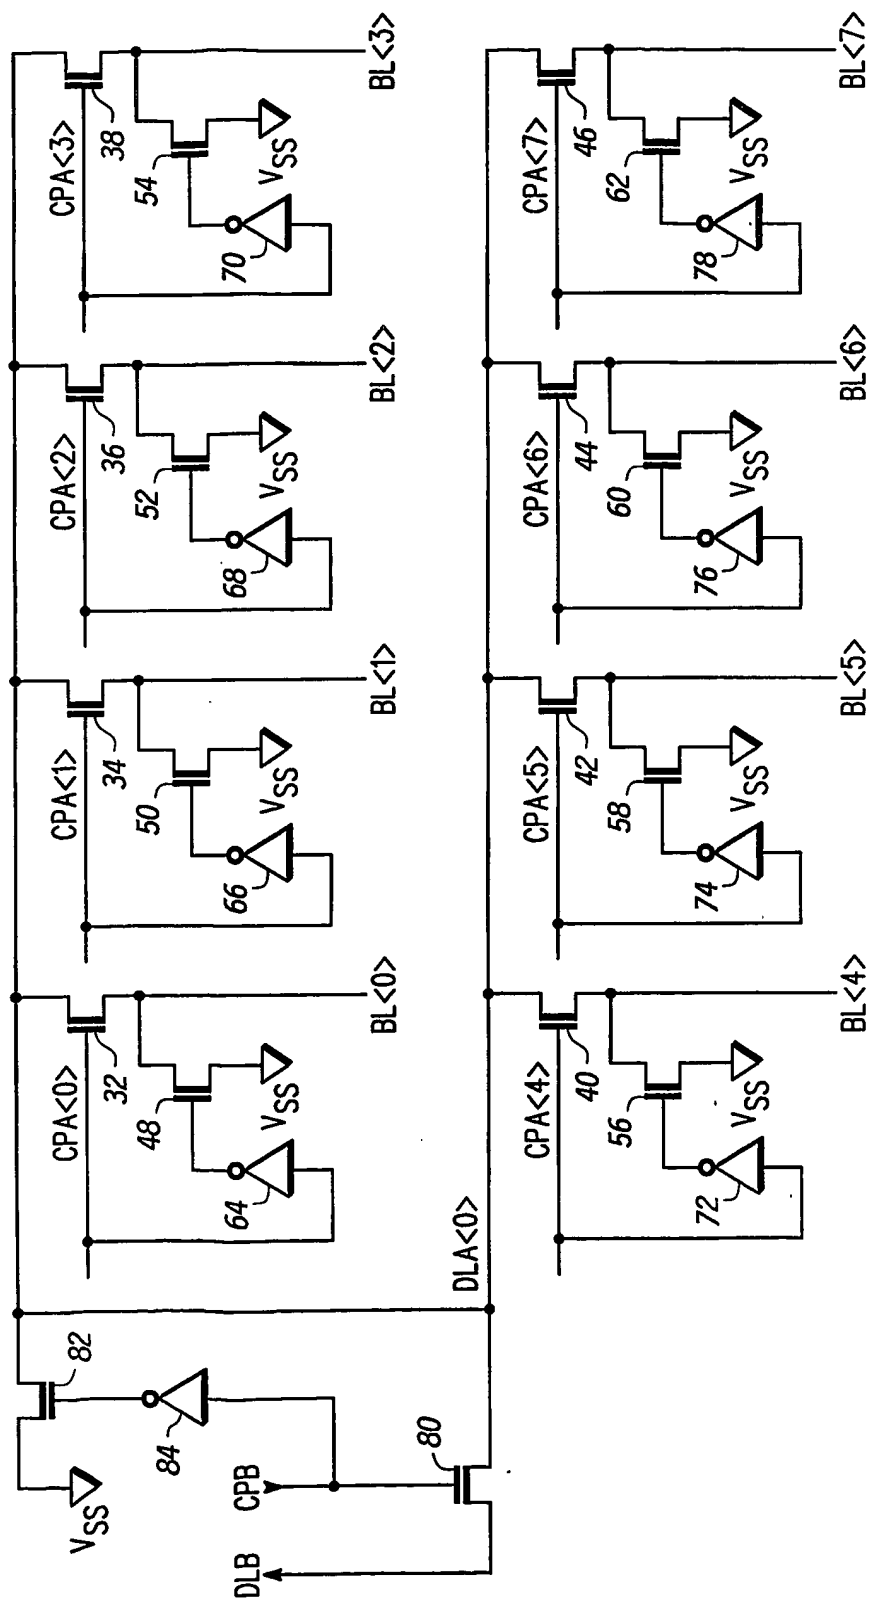 VSS
82
84
CPB
80
DLB
DLA<0>
CPA<0>
32
48
VSS
64
BL<0>
CPA<1>
34
50
VSS
66
BL<1>
CPA<2>
36
52
VSS
68
BL<2>
CPA<3>
38
54
VSS
70
BL<3>
CPA<4>
40
56
VSS
72
BL<4>
CPA<5>
42
58
VSS
74
BL<5>
CPA<6>
44
60
VSS
76
BL<6>
CPA<7>
46
62
VSS
78
BL<7>